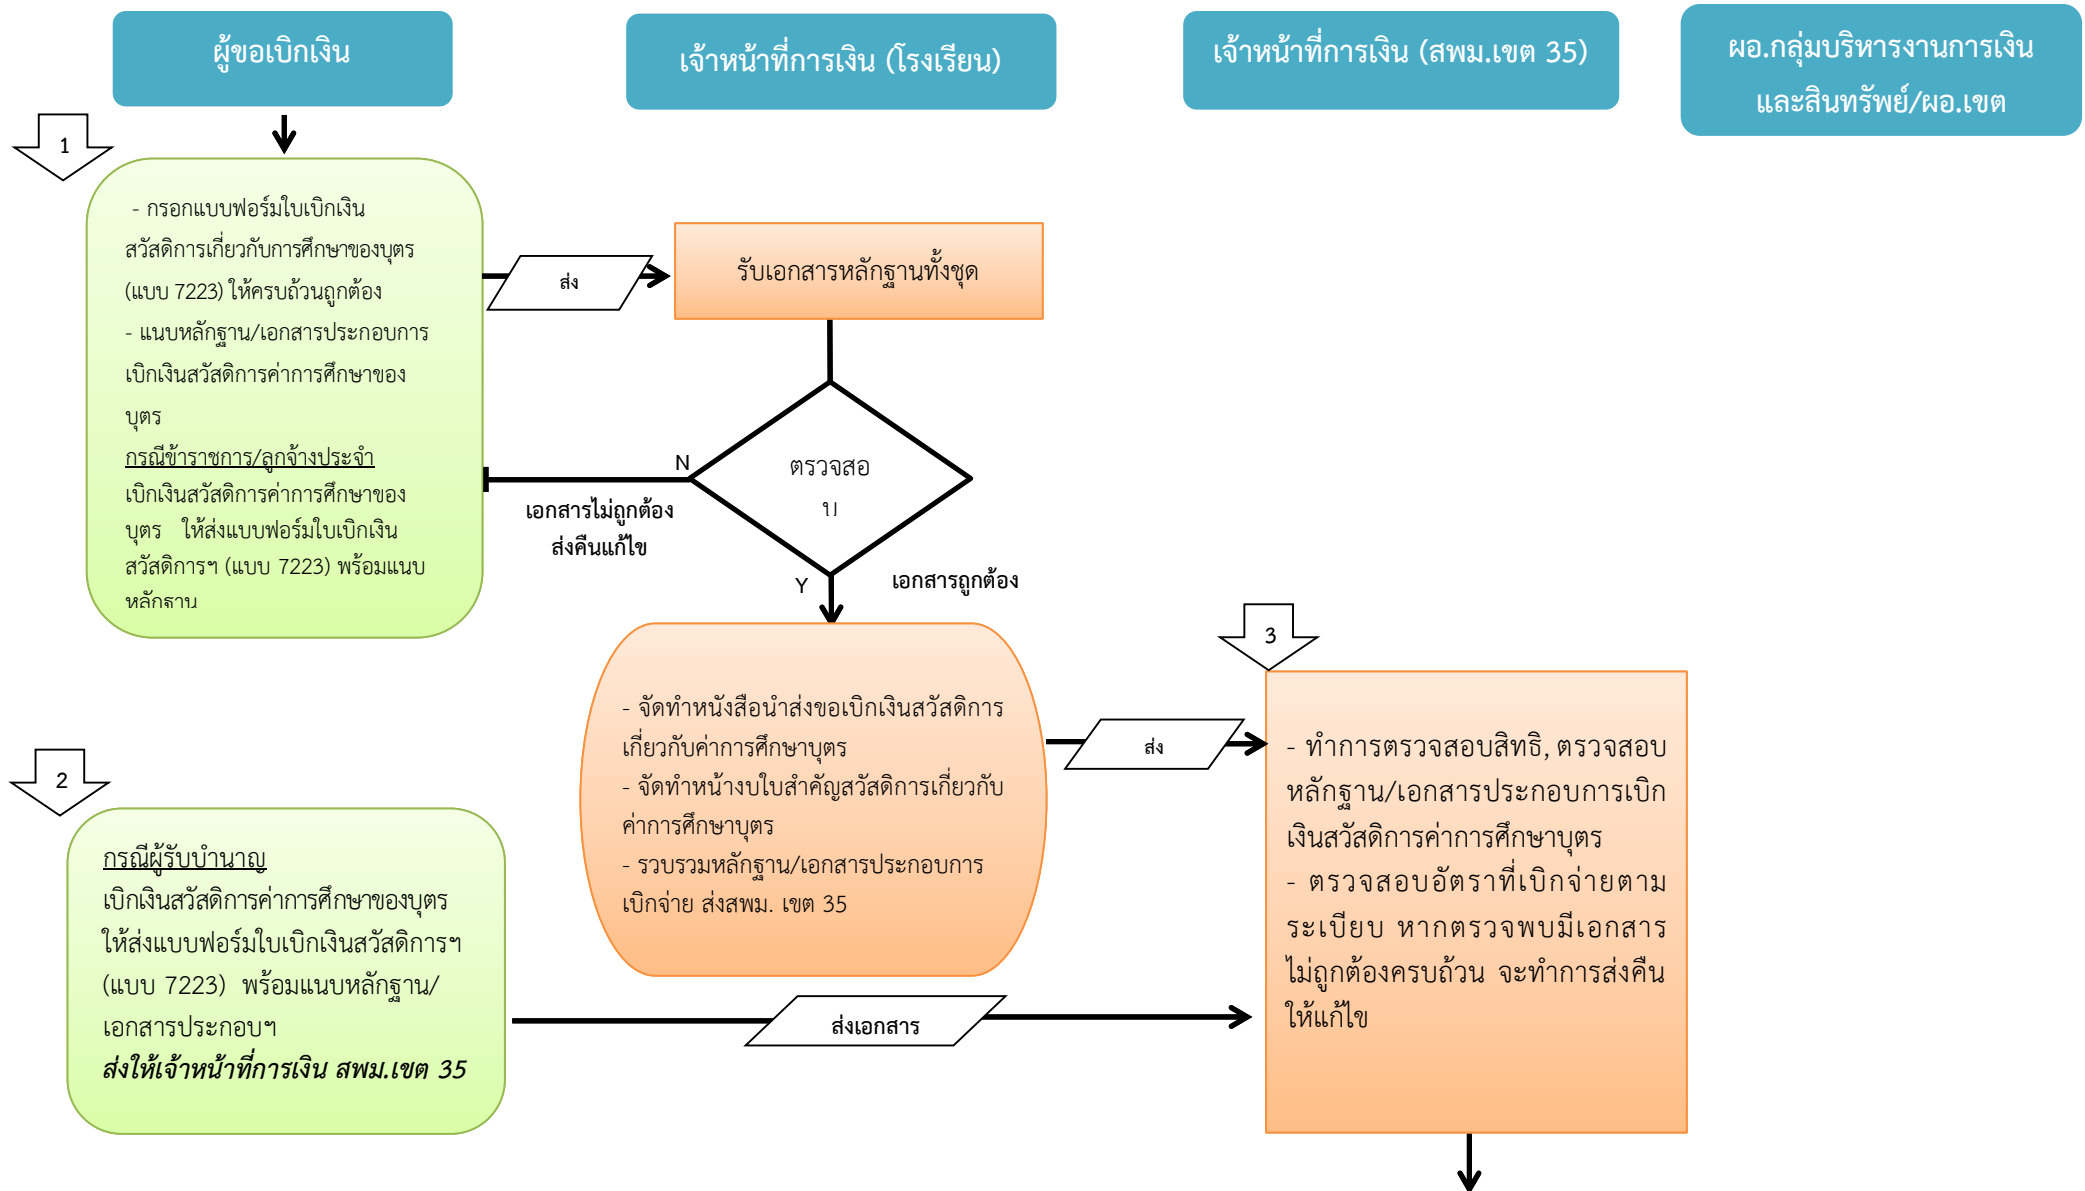 ผู้ขอเบิกเงิน
เจ้าหน้าที่การเงิน (โรงเรียน)
เจ้าหน้าที่การเงิน (สพม.เขต 35)
ผอ.กลุ่มบริหารงานการเงิน
และสินทรัพย์/ผอ.เขต
1
- กรอกแบบฟอร์มใบเบิกเงิน
สวัสดิการเกี่ยวกับการศึกษาของบุตร
(แบบ 7223) ให้ครบถ้วนถูกต้อง
- แนบหลักฐาน/เอกสารประกอบการ
เบิกเงินสวัสดิการค่าการศึกษาของ
บุตร
กรณีข้าราชการ/ลูกจ้างประจำ
เบิกเงินสวัสดิการค่าการศึกษาของ
บุตร ให้ส่งแบบฟอร์มใบเบิกเงิน
สวัสดิการฯ (แบบ 7223) พร้อมแนบ
หลักฐาน
ส่ง
รับเอกสารหลักฐานทั้งชุด
ตรวจสอ
บ
N
เอกสารไม่ถูกต้อง
ส่งคืนแก้ไข
Y
เอกสารถูกต้อง
- จัดทำหนังสือนำส่งขอเบิกเงินสวัสดิการ
เกี่ยวกับค่าการศึกษาบุตร
- จัดทำหน้างบใบสำคัญสวัสดิการเกี่ยวกับ
ค่าการศึกษาบุตร
- รวบรวมหลักฐาน/เอกสารประกอบการ
เบิกจ่าย ส่งสพม. เขต 35
ส่ง
2
กรณีผู้รับบำนาญ
เบิกเงินสวัสดิการค่าการศึกษาของบุตร
ให้ส่งแบบฟอร์มใบเบิกเงินสวัสดิการฯ
(แบบ 7223) พร้อมแนบหลักฐาน/
เอกสารประกอบฯ
ส่งให้เจ้าหน้าที่การเงิน สพม.เขต 35
ส่งเอกสาร
3
- ทำการตรวจสอบสิทธิ, ตรวจสอบ
หลักฐาน/เอกสารประกอบการเบิก
เงินสวัสดิการค่าการศึกษาบุตร
- ตรวจสอบอัตราที่เบิกจ่ายตาม
ระเบียบ หากตรวจพบมีเอกสาร
ไม่ถูกต้องครบถ้วน จะทำการส่งคืน
ให้แก้ไข